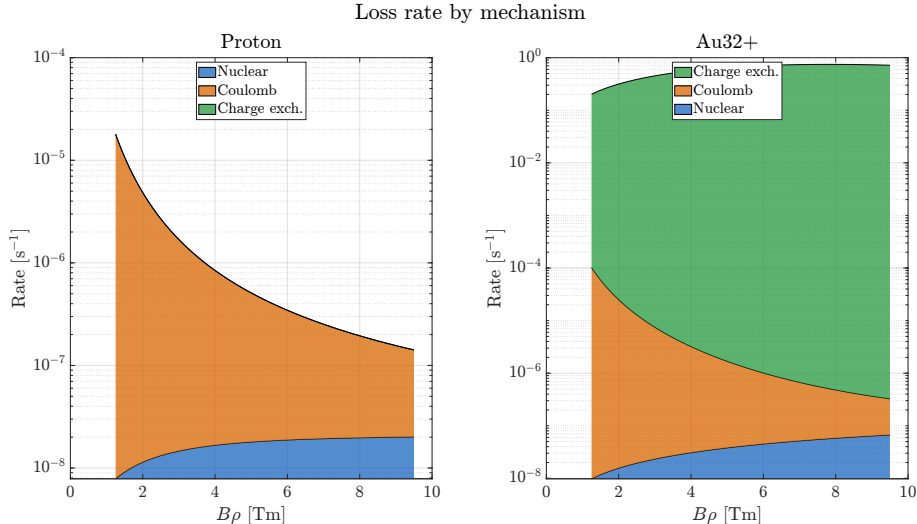 Loss rate by mechanism
Proton
10⁻⁴
10⁻⁵
10⁻⁶
10⁻⁷
10⁻⁸
Rate [s⁻¹]
0 2 4 6 8 10
Bρ [Tm]
Nuclear
Coulomb
Charge exch.
Au32+
10⁰
10⁻²
10⁻⁴
10⁻⁶
10⁻⁸
Rate [s⁻¹]
0 2 4 6 8 10
Bρ [Tm]
Charge exch.
Coulomb
Nuclear